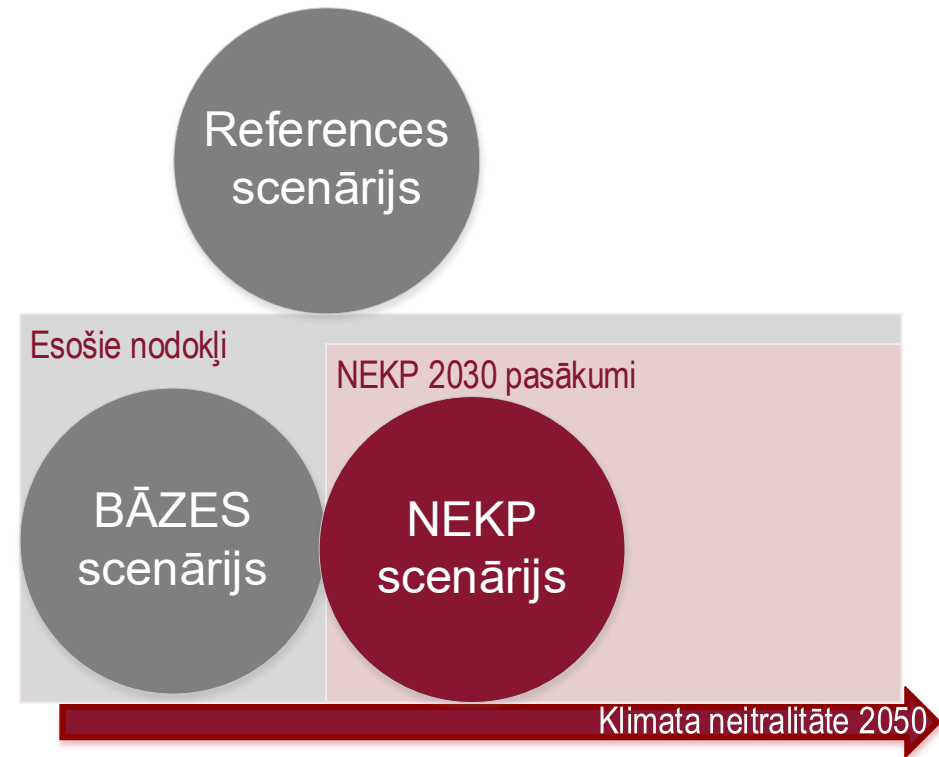 References
scenārijs
Esošie nodokļi
NEKP 2030 pasākumi
BĀZES
scenārijs
NEKP
scenārijs
Klimata neitralitāte 2050